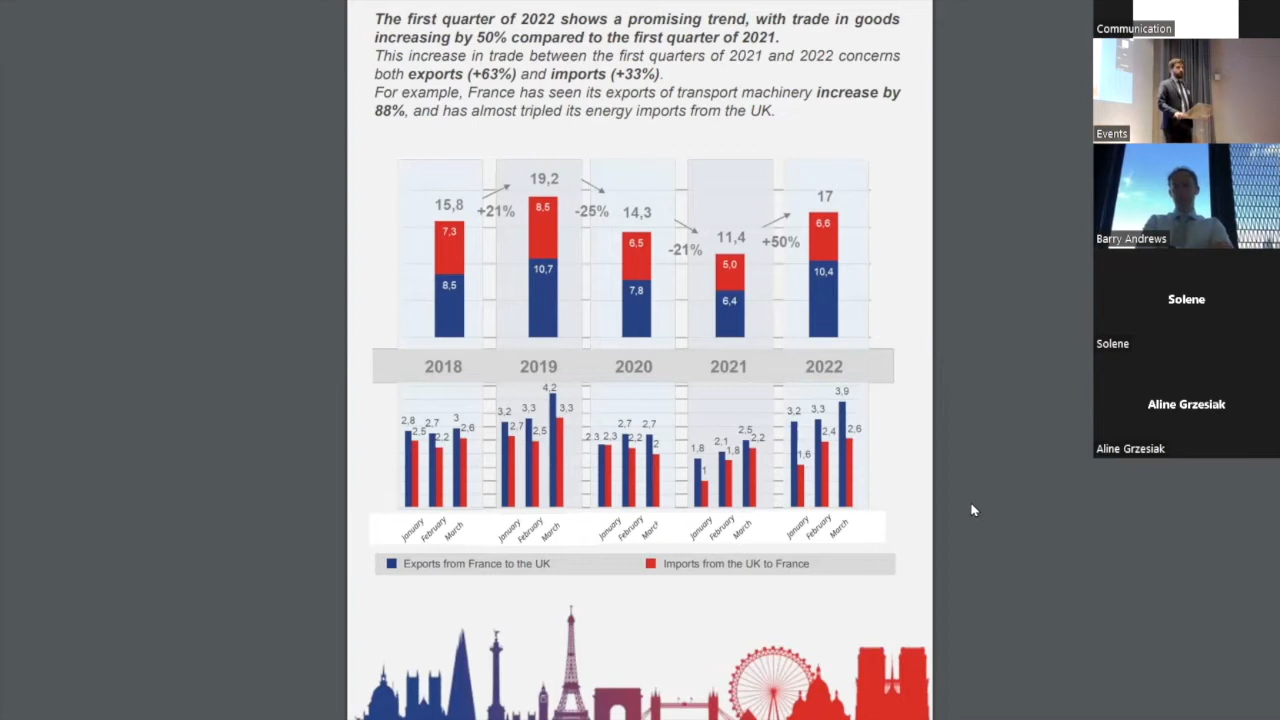 The first quarter of 2022 shows a promising trend, with trade in goods
increasing by 50% compared to the first quarter of 2021.
This increase in trade between the first quarters of 2021 and 2022 concerns
both exports (+63%) and imports (+33%).
For example, France has seen its exports of transport machinery increase by
88%, and has almost tripled its energy imports from the UK.
15,8
+21%
19,2
-25%
14,3
-21%
11,4
+50%
17
7,3
8,5
8,5
10,7
6,5
7,8
5,0
6,4
6,6
10,4
2018 2019 2020 2021 2022
2,8 2,5 2,7 2,2 3 2,6
3,2 2,7 3,3 2,5 4,2 3,3
2 3 2,3 2,7 2,2 2,7 2
1,8 1 2,1 1,8 2,5 2,2
3,2 1,6 3,3 2,4 3,9 2,6
January February March
January February March
January February March
January February March
January February March
Exports from France to the UK
Imports from the UK to France
Communication
Events
Barry Andrews
Solene
Solene
Aline Grzesiak
Aline Grzesiak